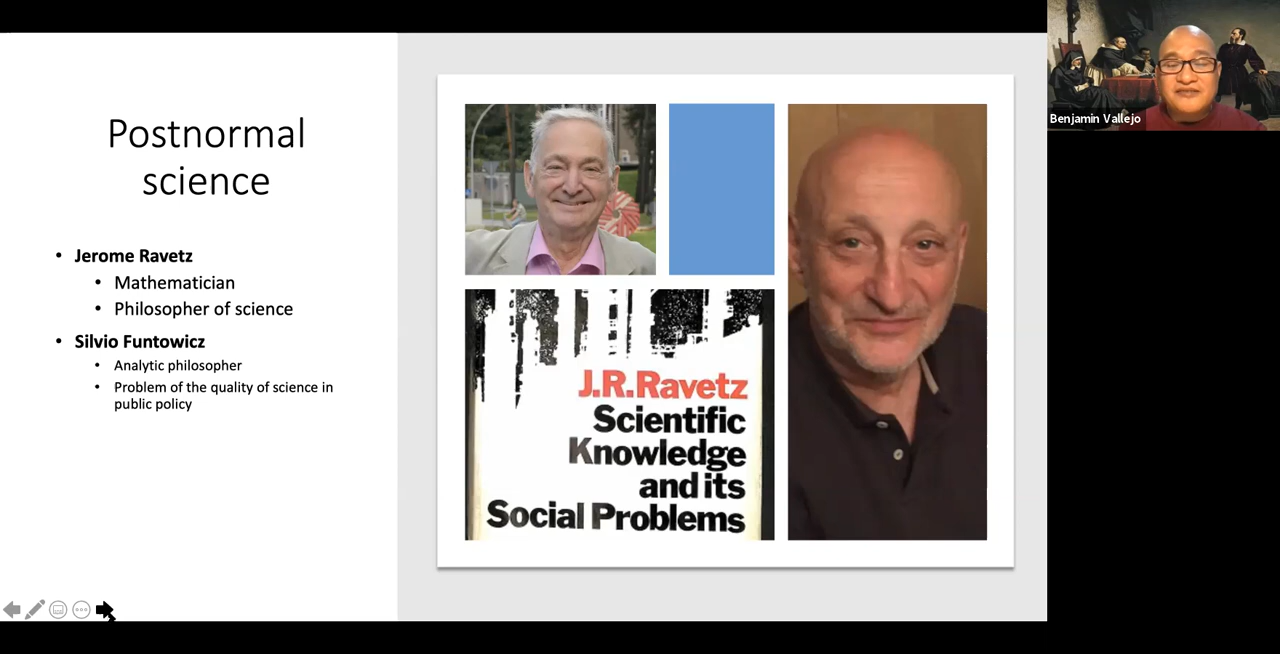 Postnormal
science
• Jerome Ravetz
• Mathematician
• Philosopher of science
• Silvio Funtowicz
• Analytic philosopher
• Problem of the quality of science in
public policy
J.R.Ravetz
Scientific
Knowledge
and its
Social Problems
Benjamin Vallejo